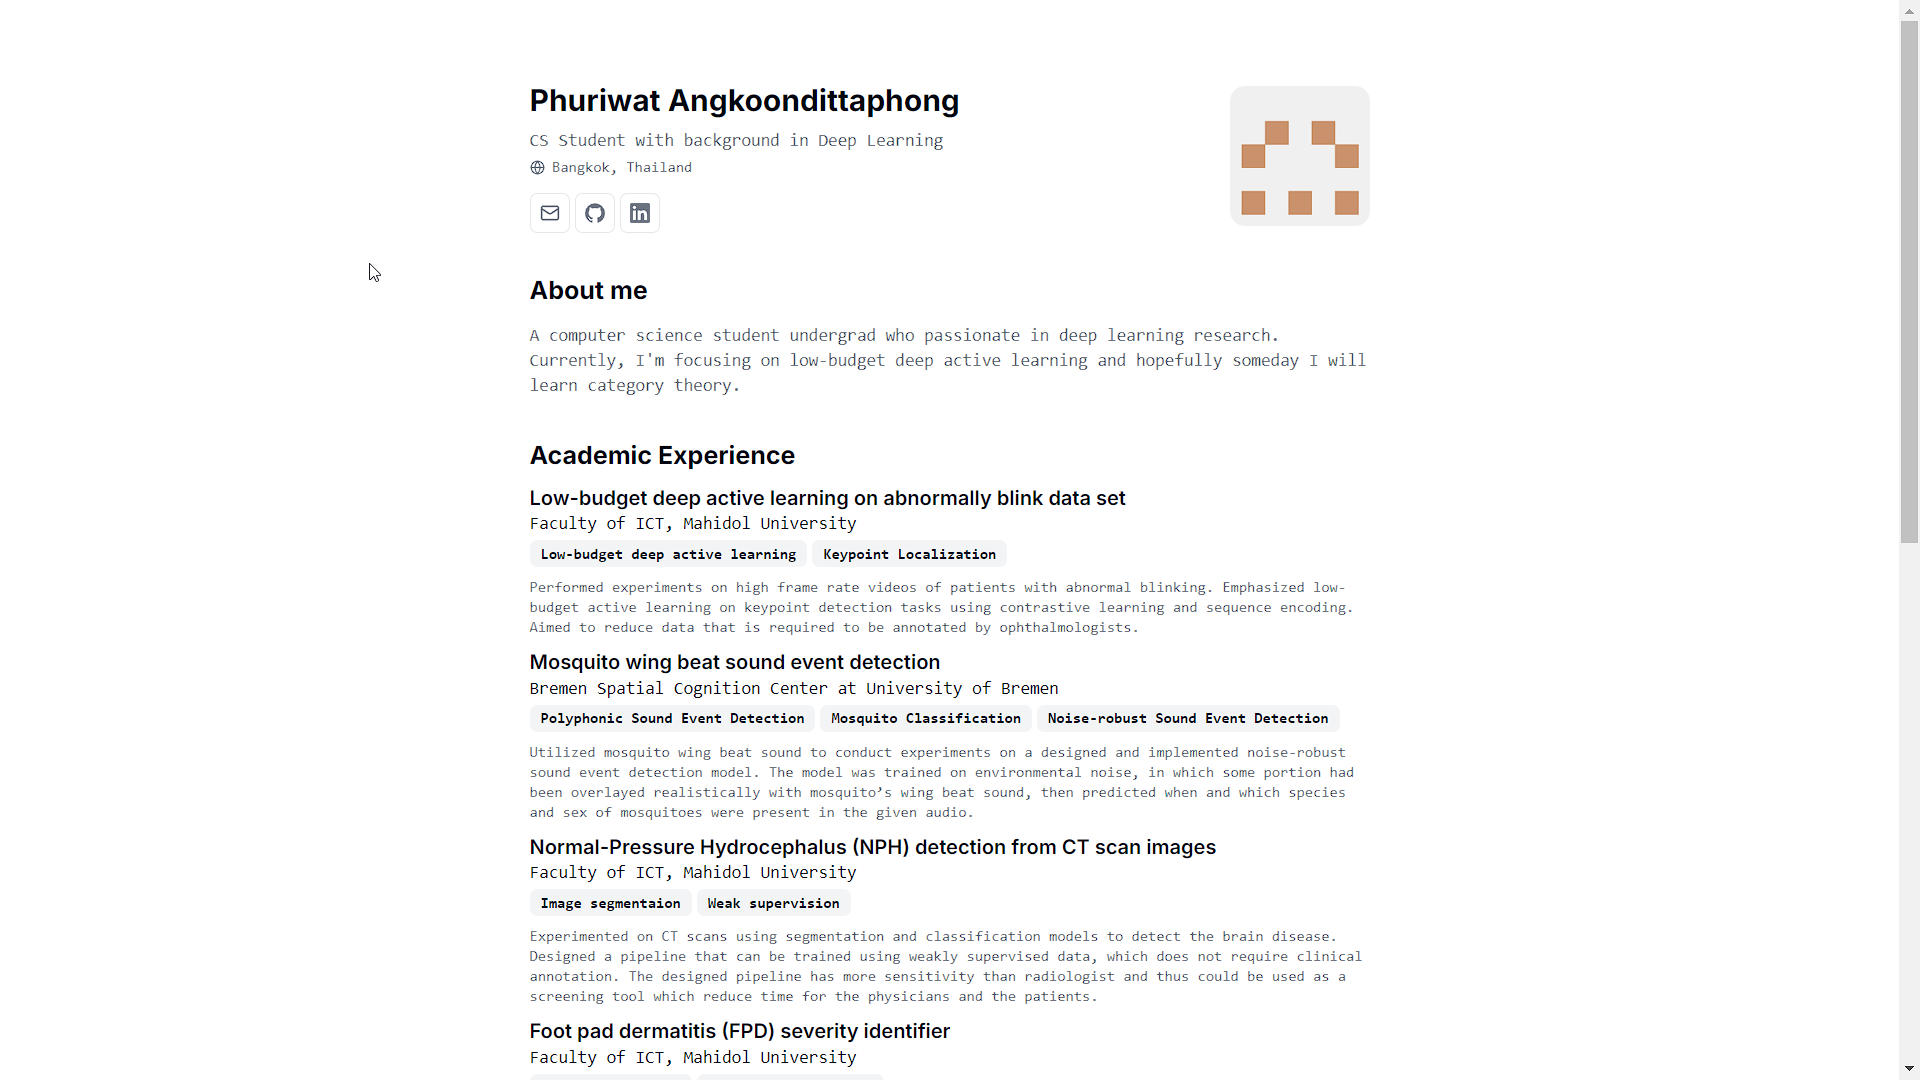 Phuriwat Angkoondittaphong
CS Student with background in Deep Learning
Bangkok, Thailand
About me
A computer science student undergrad who passionate in deep learning research.
Currently, I'm focusing on low-budget deep active learning and hopefully someday I will
learn category theory.
Academic Experience
Low-budget deep active learning on abnormally blink data set
Faculty of ICT, Mahidol University
Low-budget deep active learning Keypoint Localization
Performed experiments on high frame rate videos of patients with abnormal blinking. Emphasized low-
budget active learning on keypoint detection tasks using contrastive learning and sequence encoding.
Aimed to reduce data that is required to be annotated by ophthalmologists.
Mosquito wing beat sound event detection
Bremen Spatial Cognition Center at University of Bremen
Polyphonic Sound Event Detection Mosquito Classification Noise-robust Sound Event Detection
Utilized mosquito wing beat sound to conduct experiments on a designed and implemented noise-robust
sound event detection model. The model was trained on environmental noise, in which some portion had
been overlayed realistically with mosquito’s wing beat sound, then predicted when and which species
and sex of mosquitoes were present in the given audio.
Normal-Pressure Hydrocephalus (NPH) detection from CT scan images
Faculty of ICT, Mahidol University
Image segmentaion Weak supervision
Experimented on CT scans using segmentation and classification models to detect the brain disease.
Designed a pipeline that can be trained using weakly supervised data, which does not require clinical
annotation. The designed pipeline has more sensitivity than radiologist and thus could be used as a
screening tool which reduce time for the physicians and the patients.
Foot pad dermatitis (FPD) severity identifier
Faculty of ICT, Mahidol University